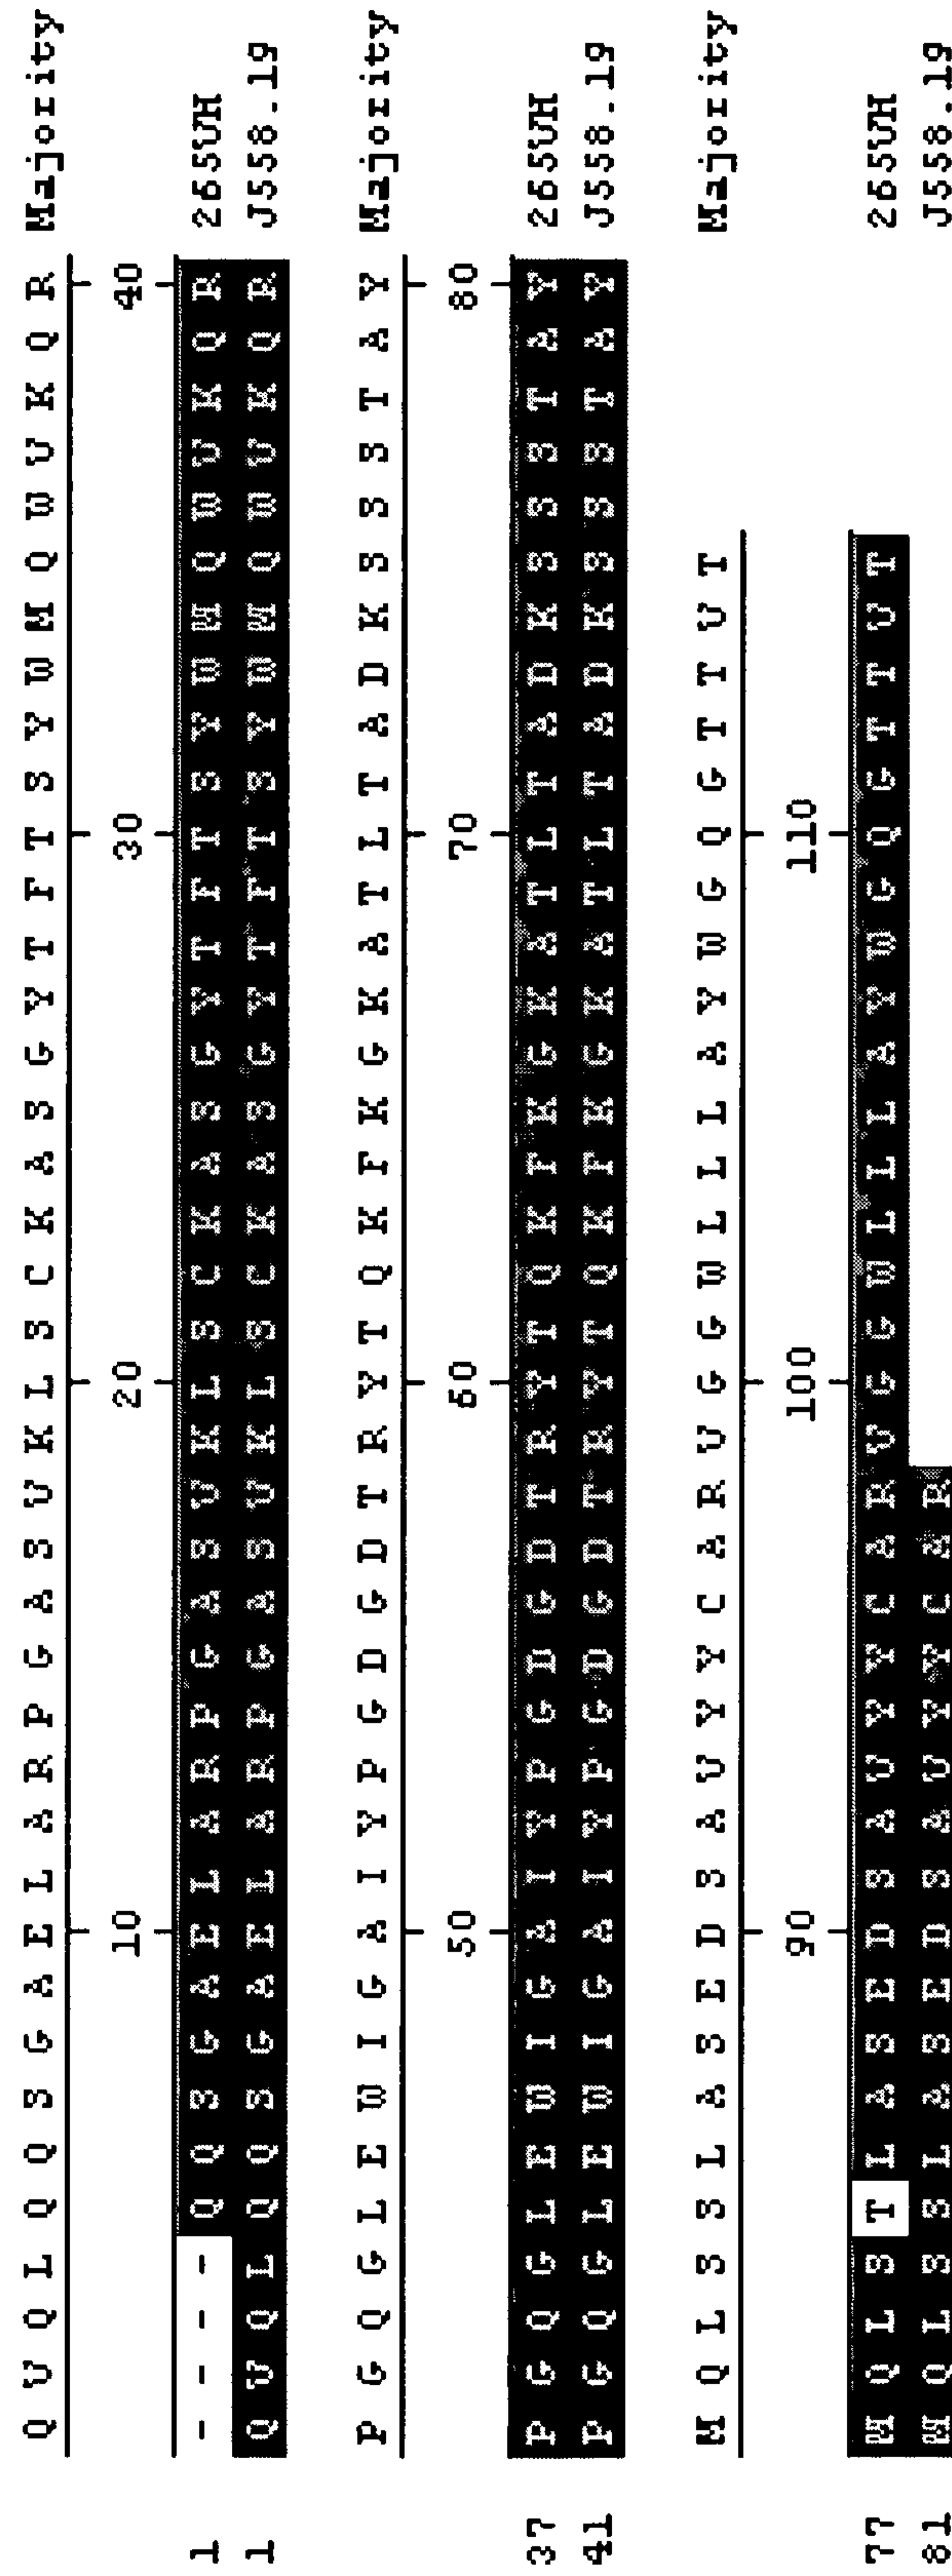 Q V Q L Q Q S G A E L A R P G A S V K L S C K A S G Y T F T S Y W M Q W V K Q R Majority
10 20 30 40
1 - - - - Q Q S G A E L A R P G A S V K L S C K A S G Y T F T S Y W M Q W V K Q R 265VH
1 Q V Q L Q Q S G A E L A R P G A S V K L S C K A S G Y T F T S Y W M Q W V K Q R J558.19
P G Q G L E W I G A I Y P G D G D T R Y T Q K F K G K A T L T A D K S S S T A Y Majority
50 60 70 80
37 P G Q G L E W I G A I Y P G D G D T R Y T Q K F K G K A T L T A D K S S S T A Y 265VH
41 P G Q G L E W I G A I Y P G D G D T R Y T Q K F K G K A T L T A D K S S S T A Y J558.19
M Q L S S L A S E D S A V Y Y C A R V G G W L L L A Y W G Q G T T V T Majority
90 100 110
77 M Q L S T L A S E D S A V Y Y C A R V G G W L L L A Y W G Q G T T V T 265VH
81 M Q L S S L A S E D S A V Y Y C A R J558.19